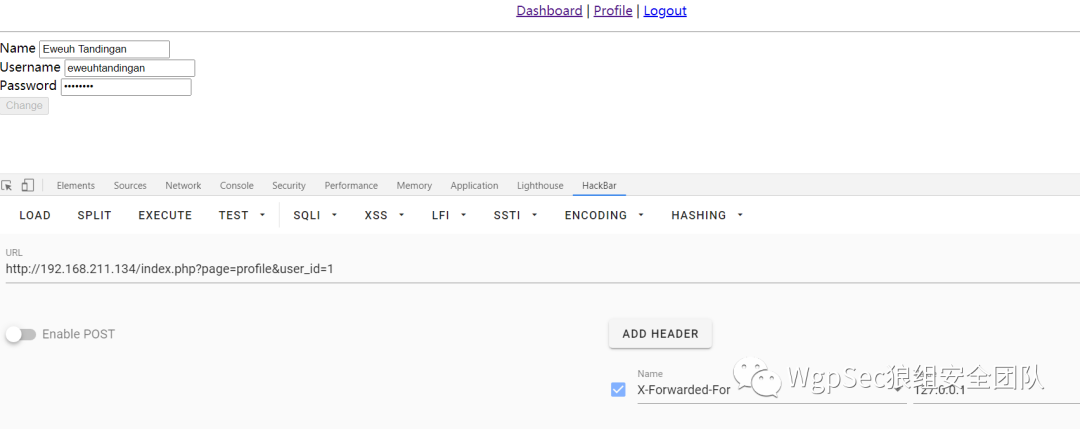 Dashboard | Profile | Logout
Name Eweuh Tandingan
Username eweuhtandingan
Password ••••••••
Change
Elements Sources Network Console Security Performance Memory Application Lighthouse HackBar
LOAD SPLIT EXECUTE TEST SQLI XSS LFI SSTI ENCODING HASHING
URL
http://192.168.211.134/index.php?page=profile&user_id=1
Enable POST
ADD HEADER
Name
X-Forwarded-For 127.0.0.1
WgpSec狼组安全团队